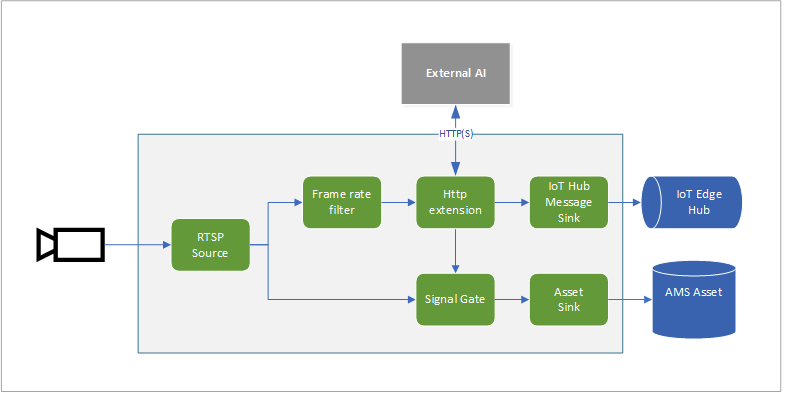 External AI
HTTP(S)
Frame rate
filter
Http
extension
IoT Hub
Message
Sink
IoT Edge
Hub
RTSP
Source
Signal Gate
Asset
Sink
AMS Asset